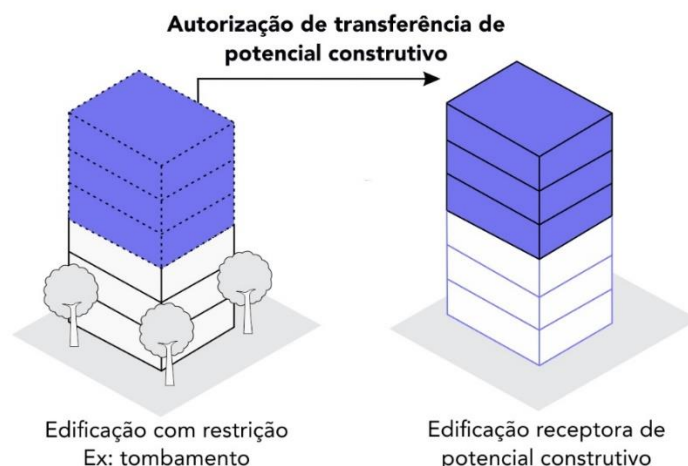 Autorização de transferência de
potencial construtivo
Edificação com restrição
Ex: tombamento
Edificação receptora de
potencial construtivo